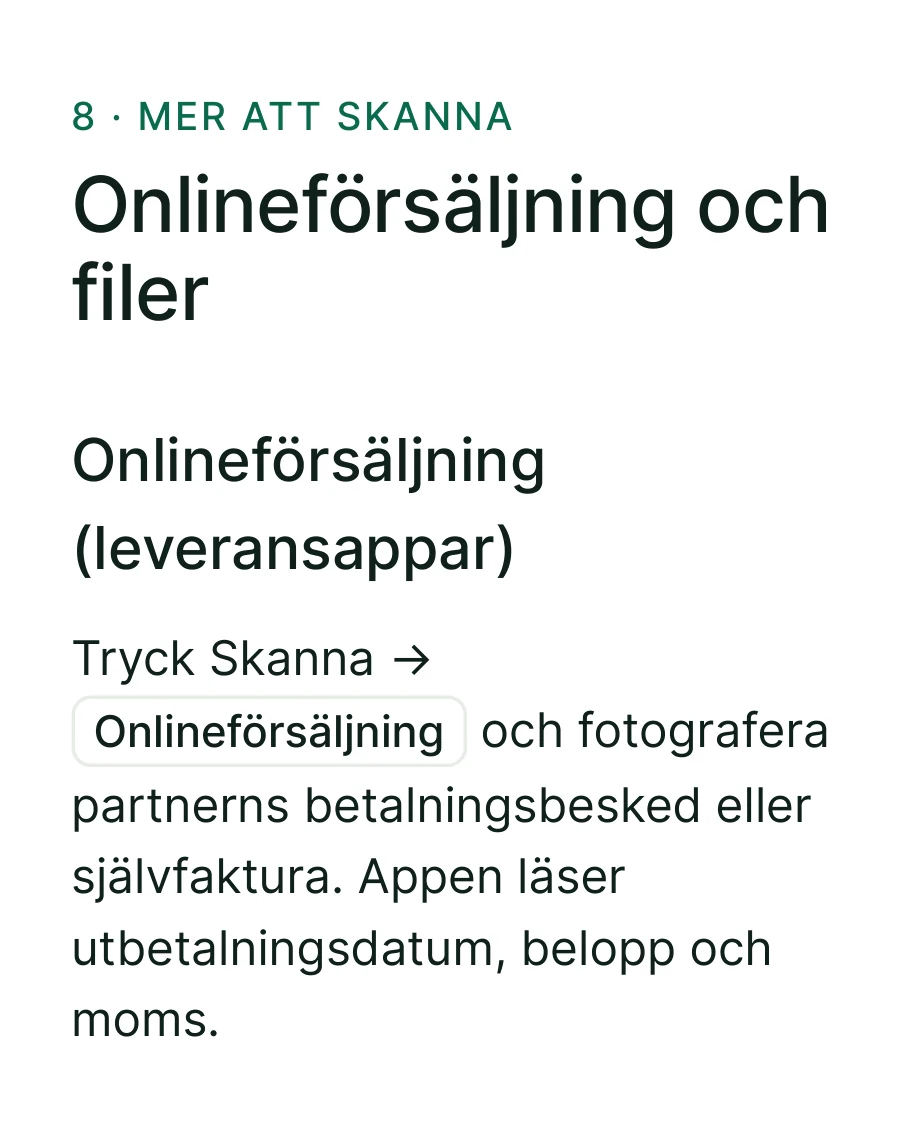 8 · MER ATT SKANNA
Onlineförsäljning och
filer
Onlineförsäljning
(leveransappar)
Tryck Skanna →
Onlineförsäljning och fotografera
partnerns betalningsbesked eller
självfaktura. Appen läser
utbetalningsdatum, belopp och
moms.